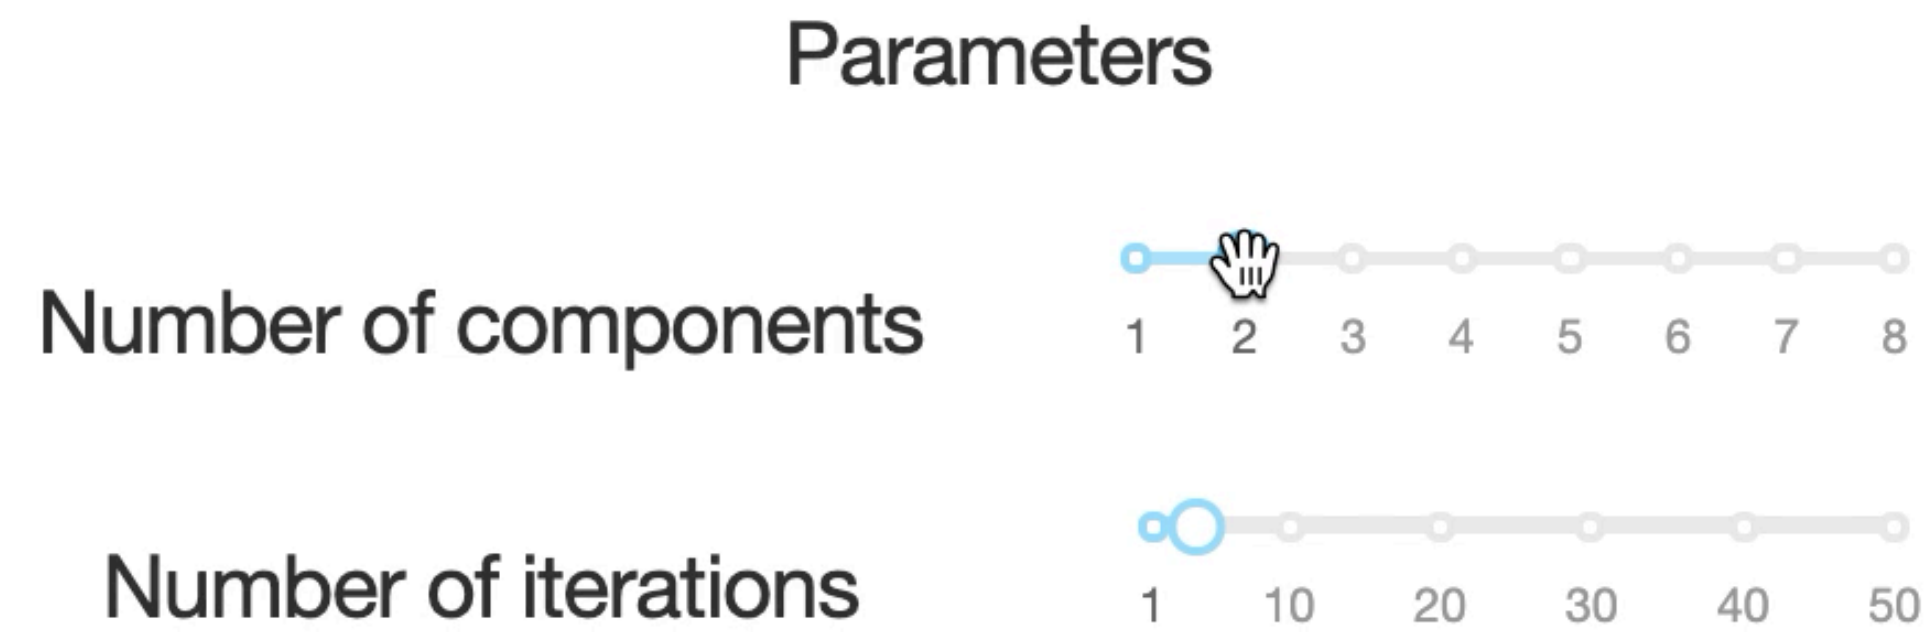 Parameters
Number of components
1 2 3 4 5 6 7 8
Number of iterations
1 10 20 30 40 50